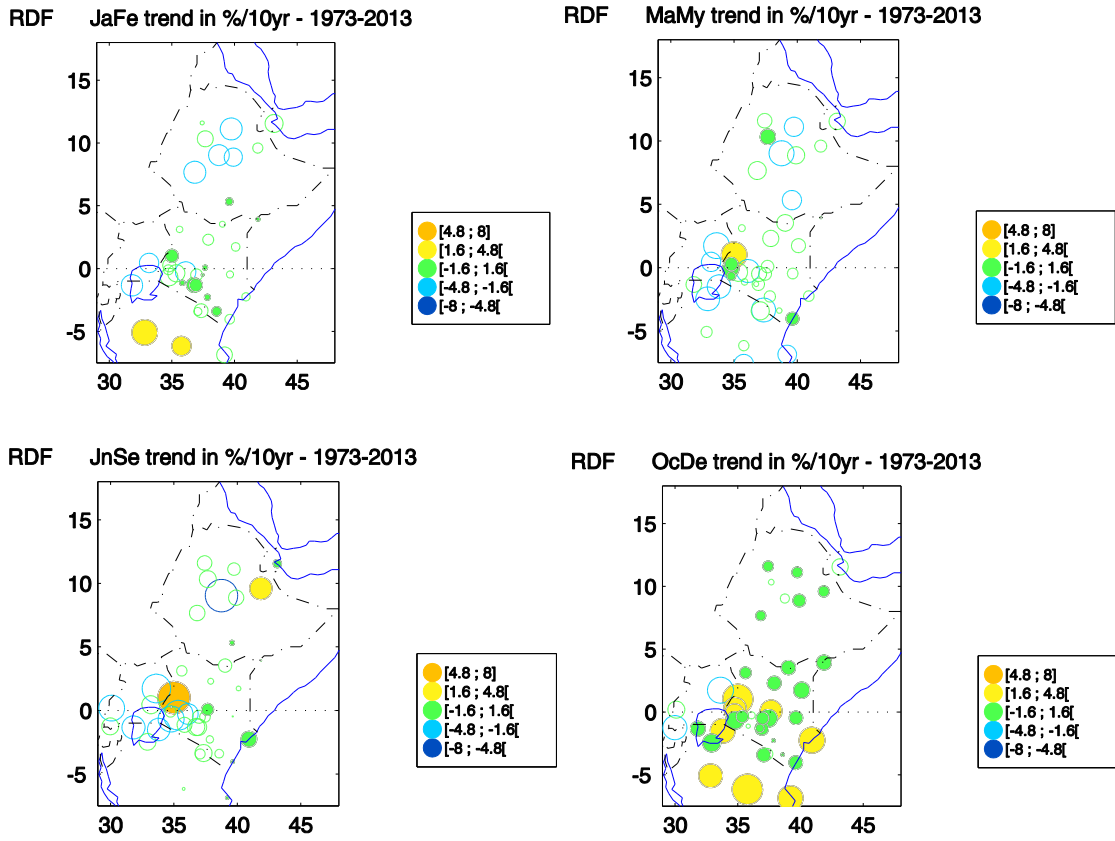 RDF JaFe trend in %/10yr - 1973-2013
15
10
5
0
-5
30 35 40 45
[4.8 ; 8]
[1.6 ; 4.8[
[-1.6 ; 1.6[
[-4.8 ; -1.6[
[-8 ; -4.8[
RDF MaMy trend in %/10yr - 1973-2013
15
10
5
0
-5
30 35 40 45
[4.8 ; 8]
[1.6 ; 4.8[
[-1.6 ; 1.6[
[-4.8 ; -1.6[
[-8 ; -4.8[
RDF JnSe trend in %/10yr - 1973-2013
15
10
5
0
-5
30 35 40 45
[4.8 ; 8]
[1.6 ; 4.8[
[-1.6 ; 1.6[
[-4.8 ; -1.6[
[-8 ; -4.8[
RDF OcDe trend in %/10yr - 1973-2013
15
10
5
0
-5
30 35 40 45
[4.8 ; 8]
[1.6 ; 4.8[
[-1.6 ; 1.6[
[-4.8 ; -1.6[
[-8 ; -4.8[